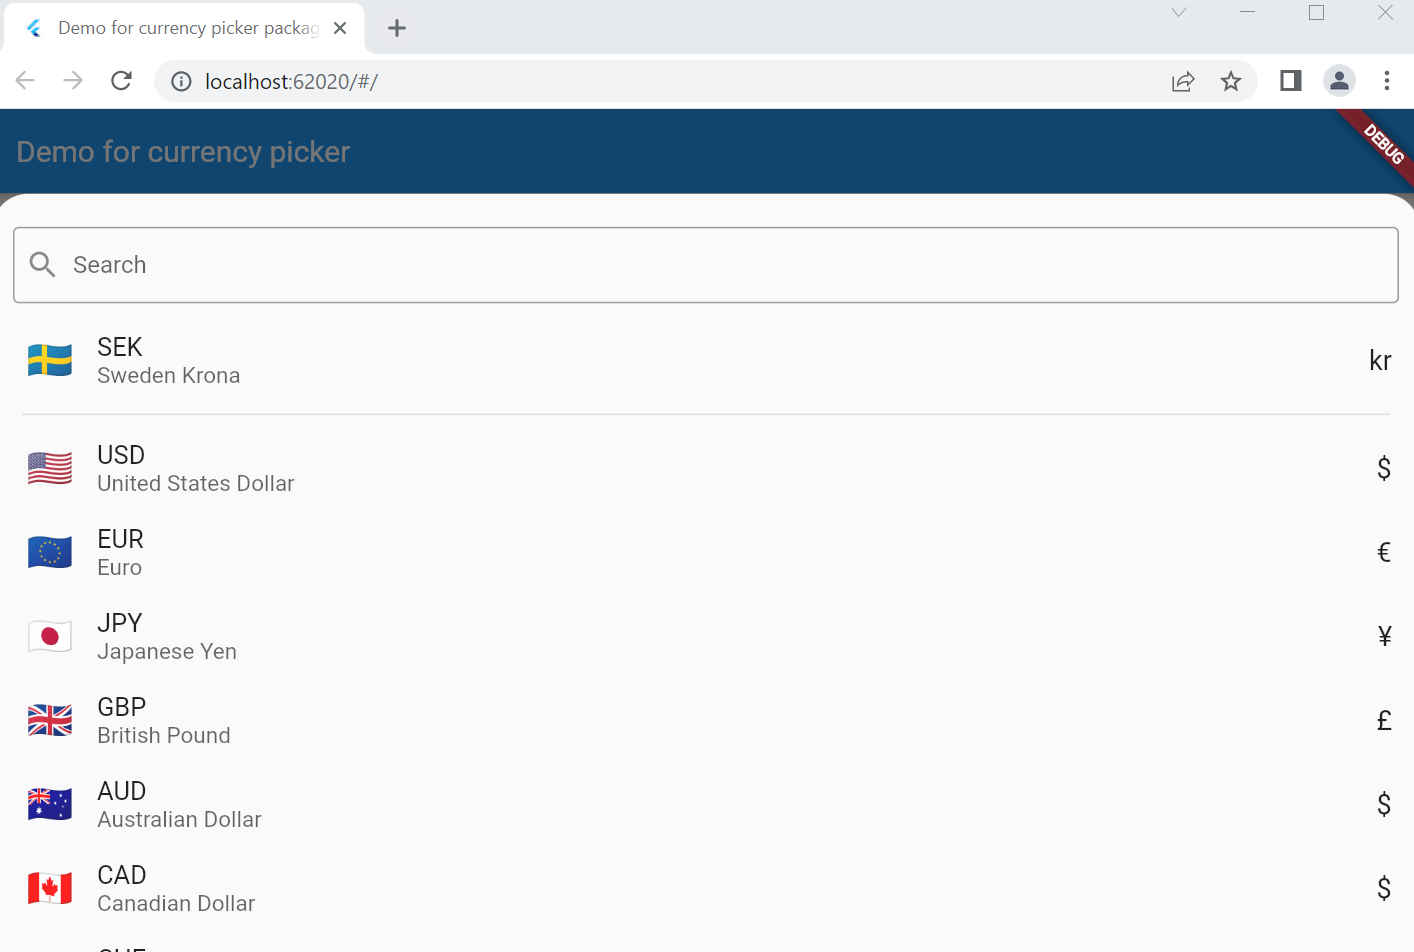 Demo for currency picker packag
localhost:62020/#/
Demo for currency picker
DEBUG
Search
SEK
Sweden Krona
kr
USD
United States Dollar
$
EUR
Euro
€
JPY
Japanese Yen
¥
GBP
British Pound
£
AUD
Australian Dollar
$
CAD
Canadian Dollar
$